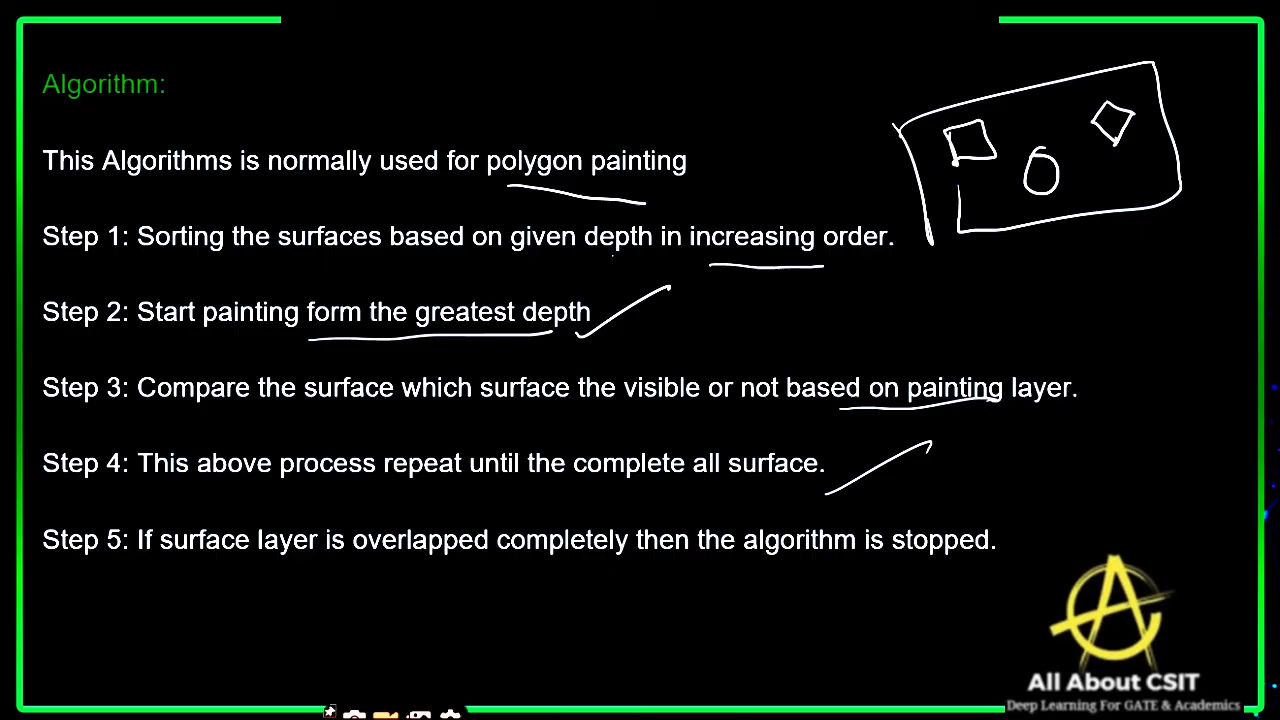 Algorithm:
This Algorithms is normally used for polygon painting
Step 1: Sorting the surfaces based on given depth in increasing order.
Step 2: Start painting form the greatest depth
Step 3: Compare the surface which surface the visible or not based on painting layer.
Step 4: This above process repeat until the complete all surface.
Step 5: If surface layer is overlapped completely then the algorithm is stopped.
All About CSIT
Deep Learning For GATE & Academics